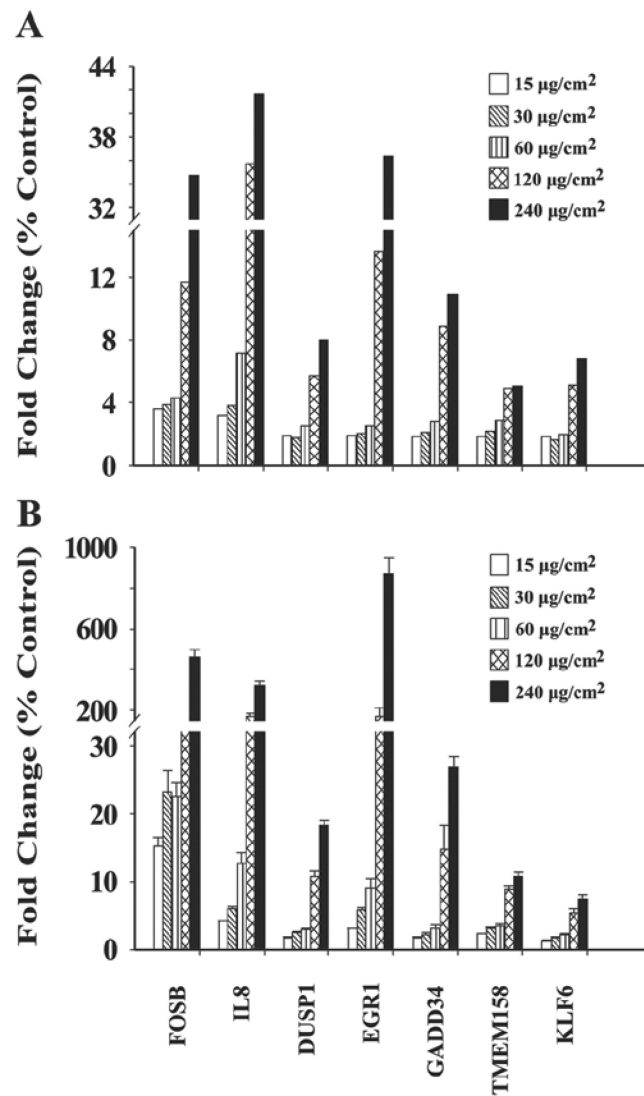 A
Fold Change (% Control)
44
38
32
12
8
4
0
15 µg/cm²
30 µg/cm²
60 µg/cm²
120 µg/cm²
240 µg/cm²
B
Fold Change (% Control)
1000
600
200
30
20
10
0
15 µg/cm²
30 µg/cm²
60 µg/cm²
120 µg/cm²
240 µg/cm²
FOSB
IL8
DUSP1
EGR1
GADD34
TMEM158
KLF6